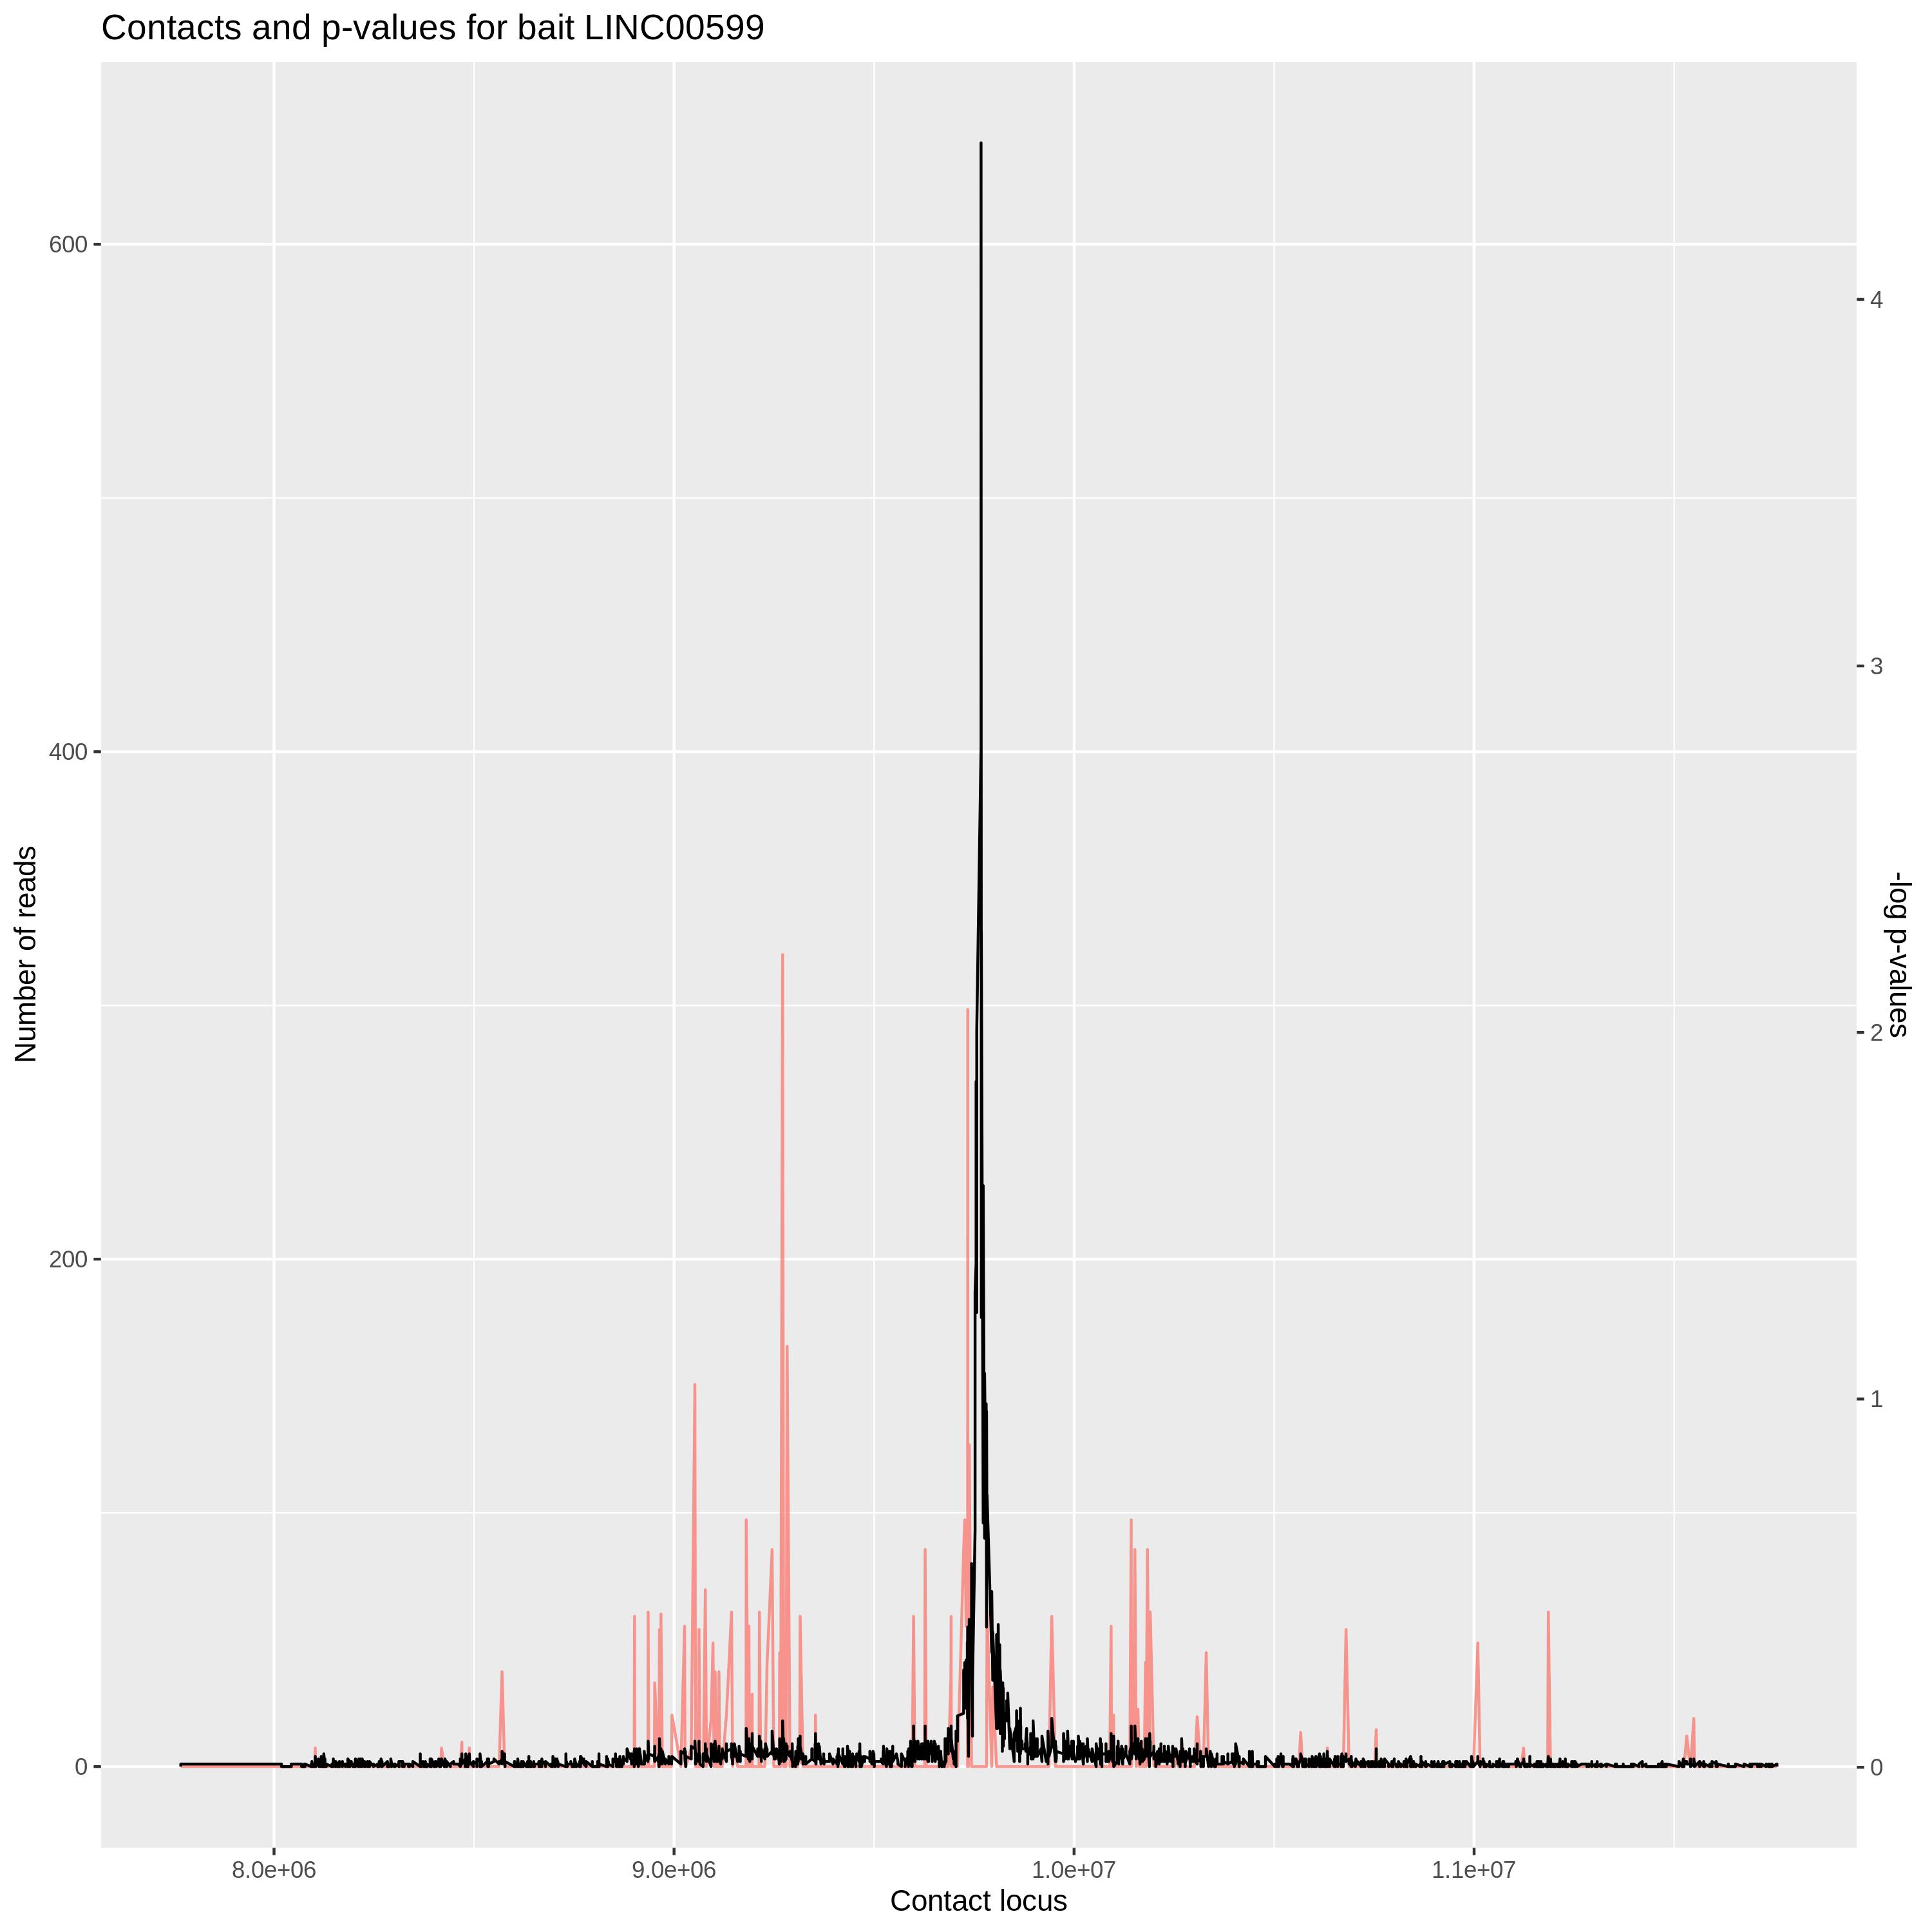 Contacts and p-values for bait LINC00599
600
400
200
0
Number of reads
4
3
2
1
0
-log p-values
8.0e+06
9.0e+06
1.0e+07
1.1e+07
Contact locus